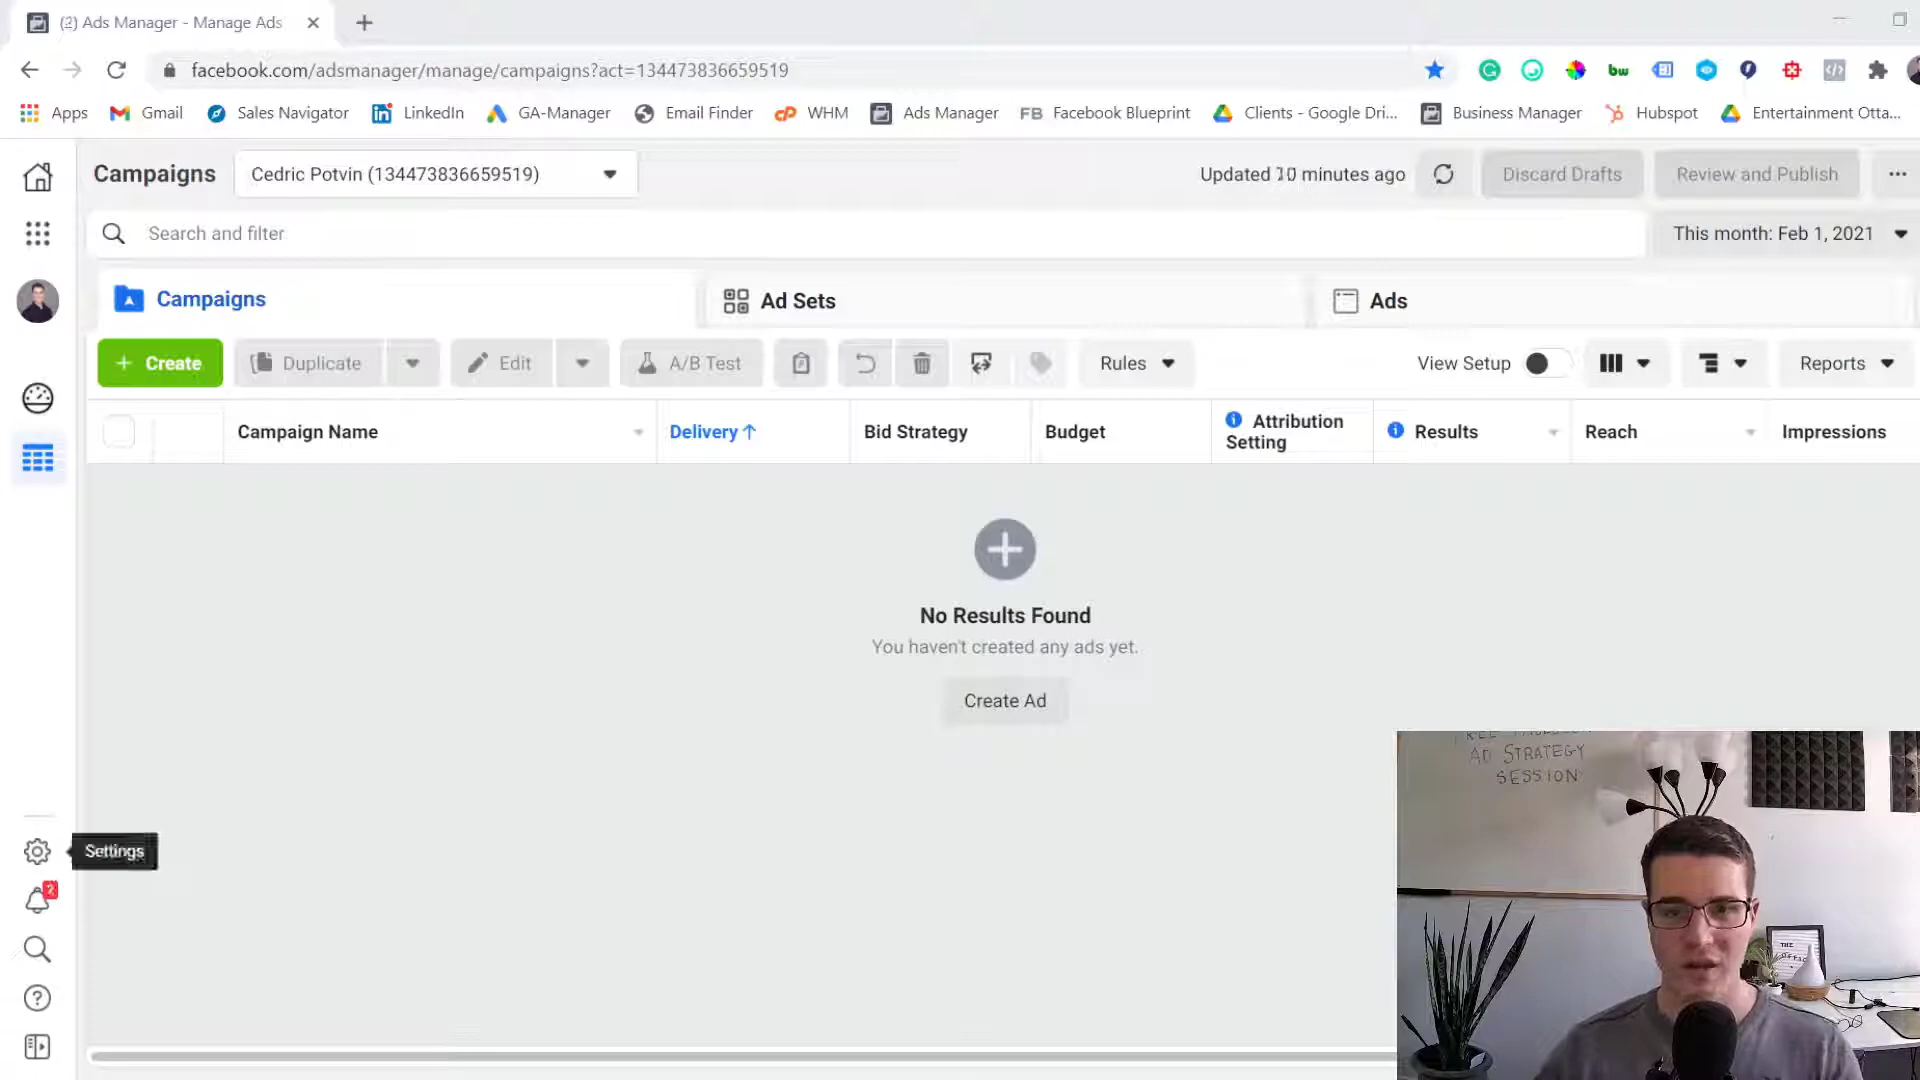 (2) Ads Manager - Manage Ads
facebook.com/adsmanager/manage/campaigns?act=134473836659519
Apps Gmail Sales Navigator LinkedIn GA-Manager Email Finder cP WHM Ads Manager FB Facebook Blueprint Clients - Google Dri... Business Manager Hubspot Entertainment Otta...
bw
Campaigns Cedric Potvin (134473836659519) Updated 10 minutes ago Discard Drafts Review and Publish ...
Search and filter This month: Feb 1, 2021
Campaigns Ad Sets Ads
+ Create Duplicate Edit A/B Test Rules View Setup Reports
Campaign Name Delivery ↑ Bid Strategy Budget Attribution Setting Results Reach Impressions
No Results Found
You haven't created any ads yet.
Create Ad
AD STRATEGY
SESSION
Settings
2
THE